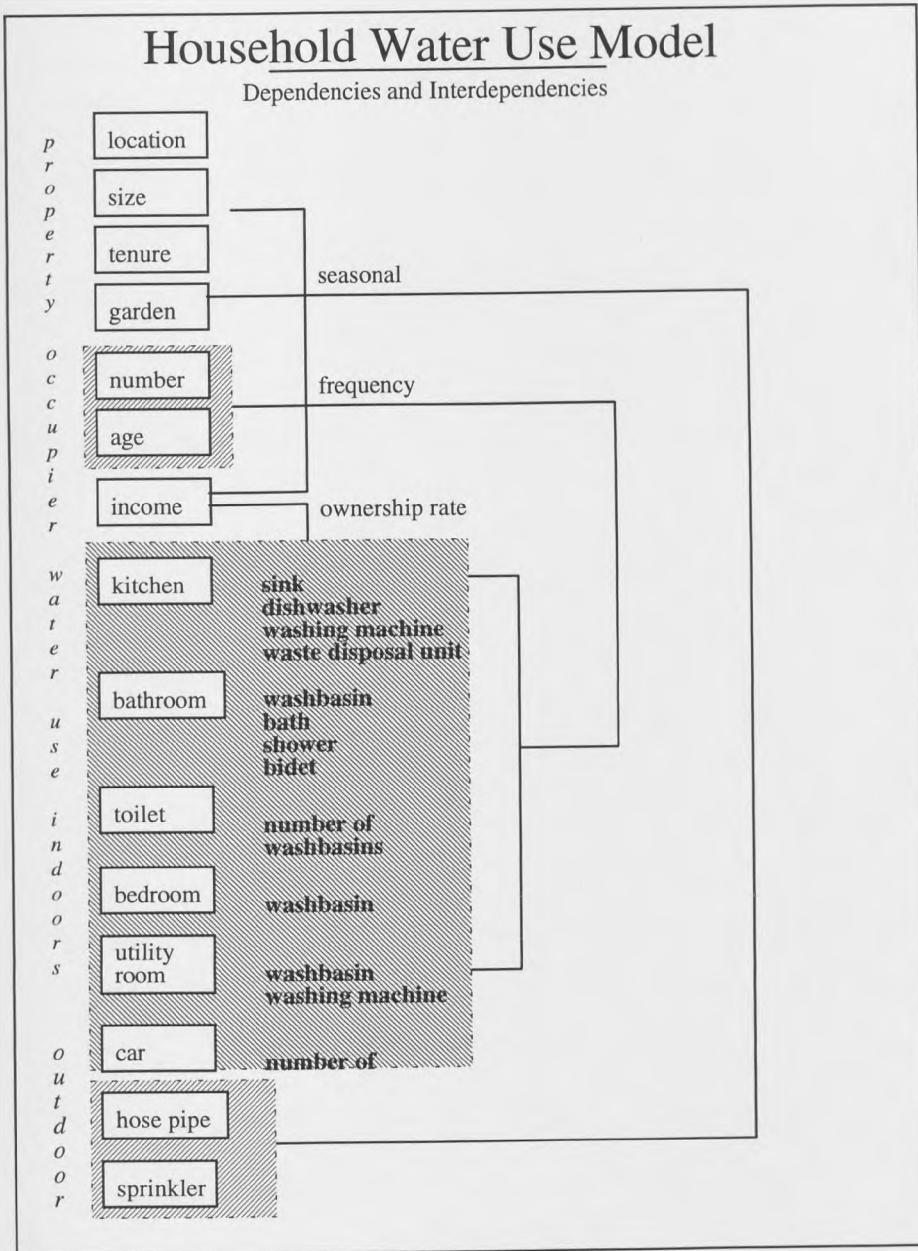 Household Water Use Model
Dependencies and Interdependencies
property
location
size
tenure
seasonal
garden
occupier
number
frequency
age
income
ownership rate
water use indoors
kitchen
sink
dishwasher
washing machine
waste disposal unit
bathroom
washbasin
bath
shower
bidet
toilet
number of
washbasins
bedroom
washbasin
utility
room
washbasin
washing machine
outdoor
car
number of
hose pipe
sprinkler